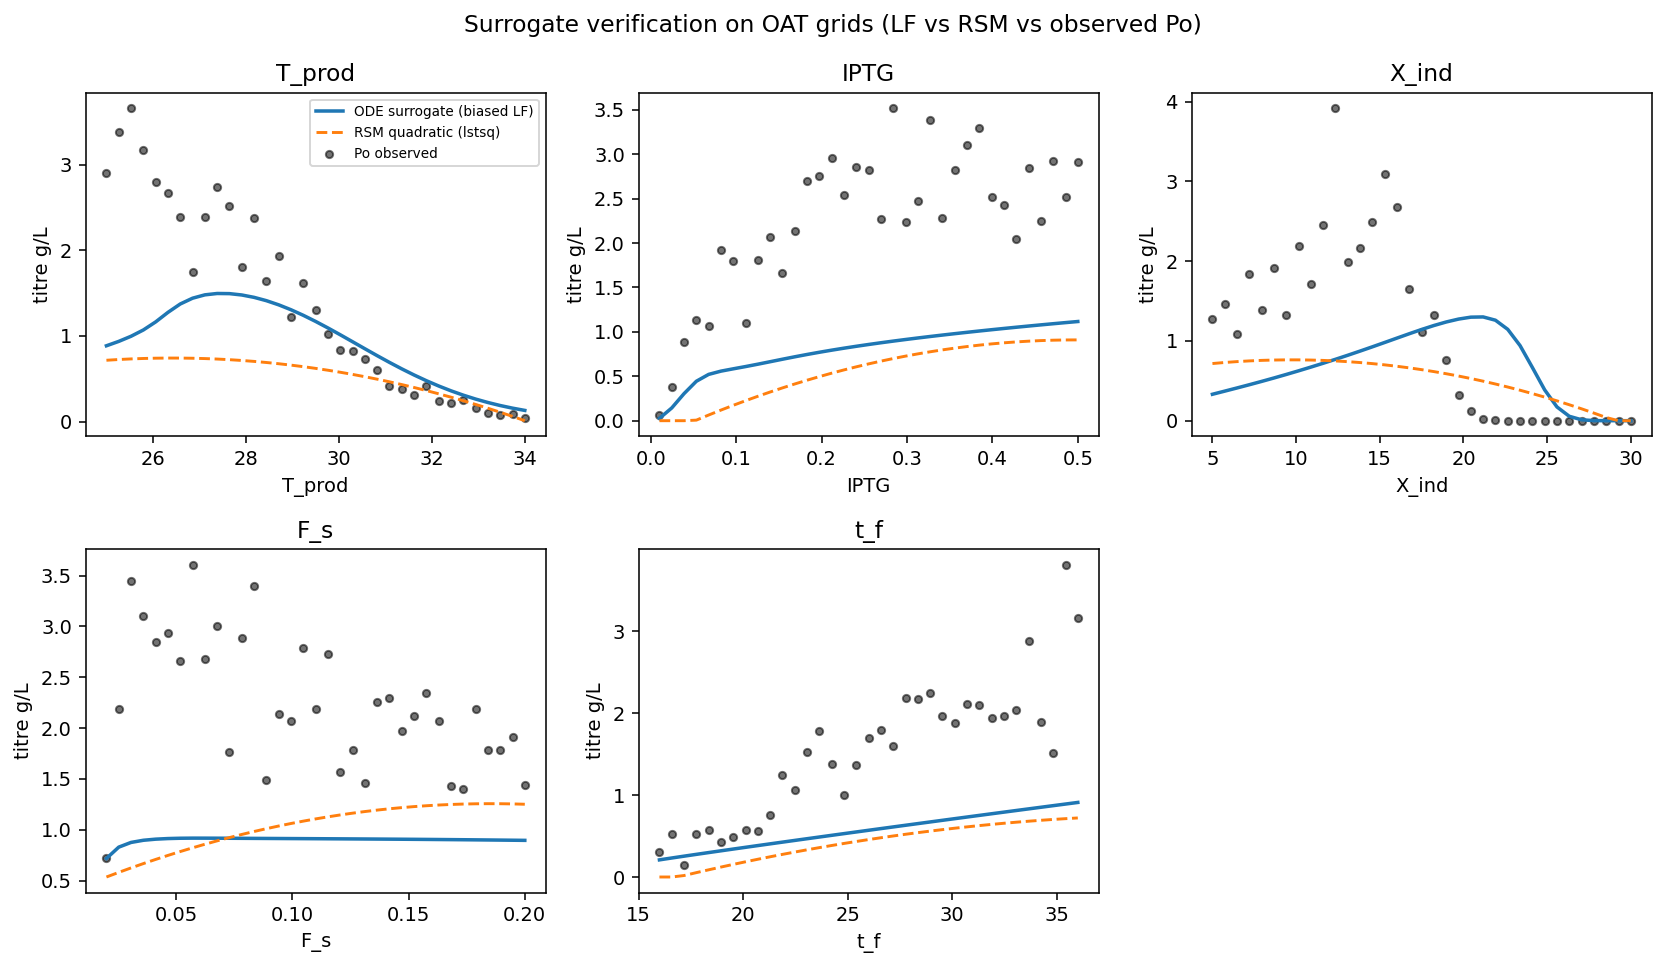 Surrogate verification on OAT grids (LF vs RSM vs observed Po)
T_prod
ODE surrogate (biased LF)
RSM quadratic (lstsq)
Po observed
titre g/L
3
2
1
0
26 28 30 32 34
T_prod
IPTG
titre g/L
3.5
3.0
2.5
2.0
1.5
1.0
0.5
0.0
0.0 0.1 0.2 0.3 0.4 0.5
IPTG
X_ind
titre g/L
4
3
2
1
0
5 10 15 20 25 30
X_ind
F_s
titre g/L
3.5
3.0
2.5
2.0
1.5
1.0
0.5
0.05 0.10 0.15 0.20
F_s
t_f
titre g/L
3
2
1
0
15 20 25 30 35
t_f